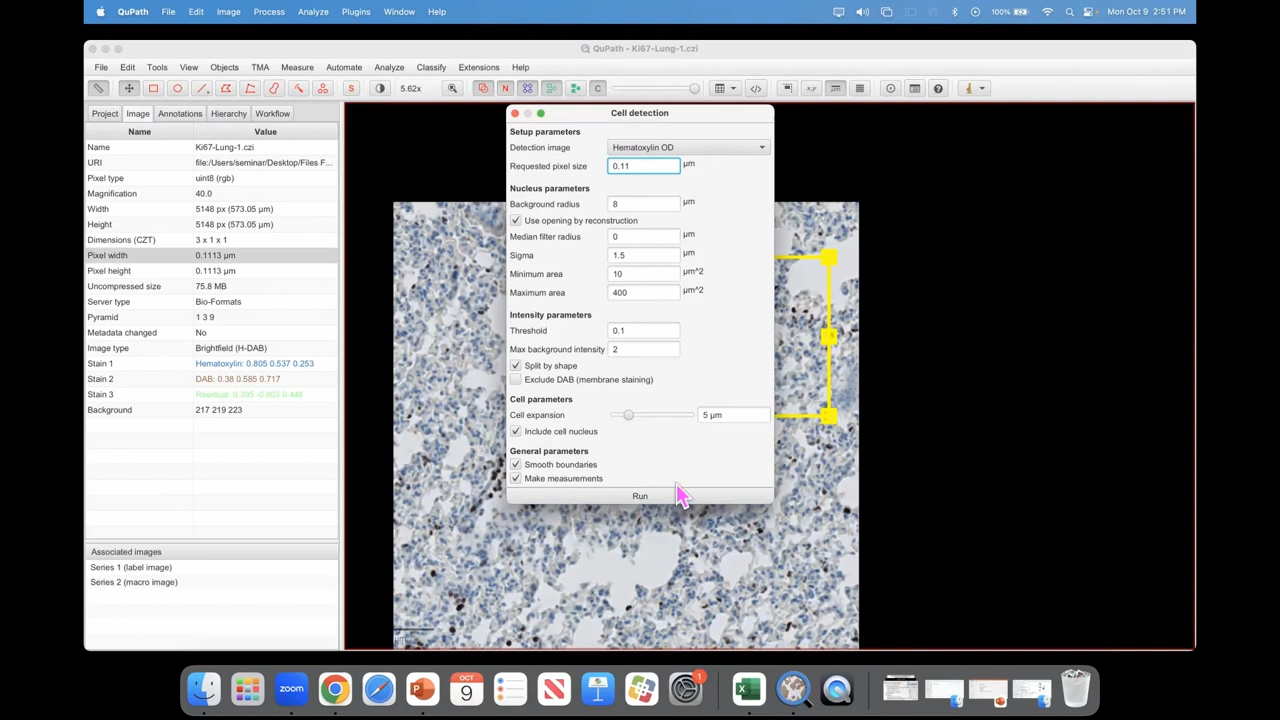 QuPath File Edit Image Process Analyze Plugins Window Help 100% Mon Oct 9 2:51 PM
QuPath - Ki67-Lung-1.czi
File Edit Tools View Objects TMA Measure Automate Analyze Classify Extensions Help
S 5.62x N C
Project Image Annotations Hierarchy Workflow
Name Value
Name Ki67-Lung-1.czi
URI file:/Users/seminar/Desktop/Files F...
Pixel type uint8 (rgb)
Magnification 40.0
Width 5148 px (573.05 µm)
Height 5148 px (573.05 µm)
Dimensions (CZT) 3 x 1 x 1
Pixel width 0.1113 µm
Pixel height 0.1113 µm
Uncompressed size 75.8 MB
Server type Bio-Formats
Pyramid 1 3 9
Metadata changed No
Image type Brightfield (H-DAB)
Stain 1 Hematoxylin: 0.805 0.537 0.253
Stain 2 DAB: 0.38 0.585 0.717
Stain 3 Residual: 0.395 -0.803 0.446
Background 217 219 223
Associated images
Series 1 (label image)
Series 2 (macro image)
Cell detection
Setup parameters
Detection image Hematoxylin OD
Requested pixel size 0.11 µm
Nucleus parameters
Background radius 8 µm
Use opening by reconstruction
Median filter radius 0 µm
Sigma 1.5 µm
Minimum area 10 µm^2
Maximum area 400 µm^2
Intensity parameters
Threshold 0.1
Max background intensity 2
Split by shape
Exclude DAB (membrane staining)
Cell parameters
Cell expansion 5 µm
Include cell nucleus
General parameters
Smooth boundaries
Make measurements
Run
zoom
OCT
9
1